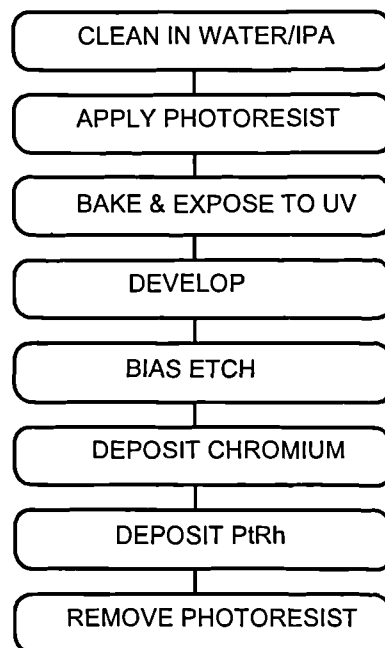 CLEAN IN WATER/IPA
APPLY PHOTORESIST
BAKE & EXPOSE TO UV
DEVELOP
BIAS ETCH
DEPOSIT CHROMIUM
DEPOSIT PtRh
REMOVE PHOTORESIST